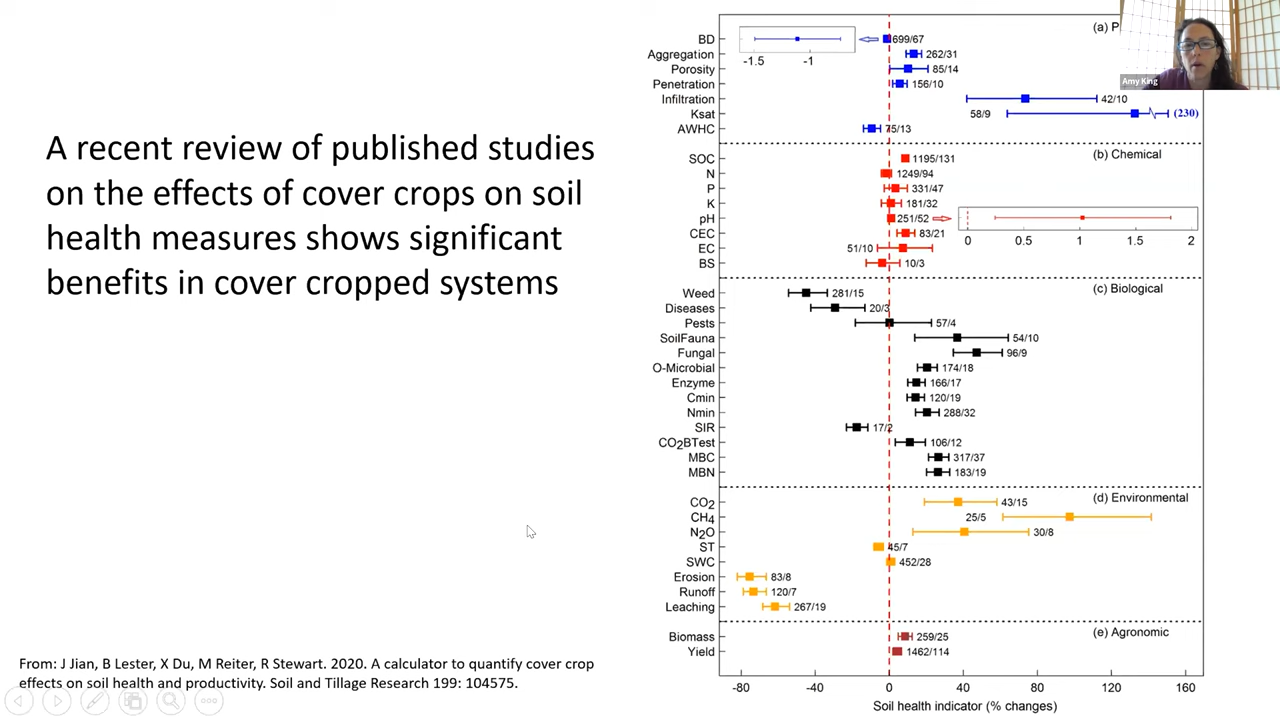 A recent review of published studies
on the effects of cover crops on soil
health measures shows significant
benefits in cover cropped systems
From: J Jian, B Lester, X Du, M Reiter, R Stewart. 2020. A calculator to quantify cover crop
effects on soil health and productivity. Soil and Tillage Research 199: 104575.
(a) P
BD 699/67
-1.5 -1
Aggregation 262/31
Porosity 85/14
Penetration 156/10
Infiltration 42/10
Ksat 58/9 (230)
AWHC 75/13
(b) Chemical
SOC 1195/131
N 1249/94
P 331/47
K 181/32
pH 251/52
0 0.5 1 1.5 2
CEC 83/21
EC 51/10
BS 10/3
(c) Biological
Weed 281/15
Diseases 20/3
Pests 57/4
SoilFauna 54/10
Fungal 96/9
O-Microbial 174/18
Enzyme 166/17
Cmin 120/19
Nmin 288/32
SIR 17/2
CO2BTest 106/12
MBC 317/37
MBN 183/19
(d) Environmental
CO2 43/15
CH4 25/5
N2O 30/8
ST 45/7
SWC 452/28
Erosion 83/8
Runoff 120/7
Leaching 267/19
(e) Agronomic
Biomass 259/25
Yield 1462/114
-80 -40 0 40 80 120 160
Soil health indicator (% changes)
Amy King